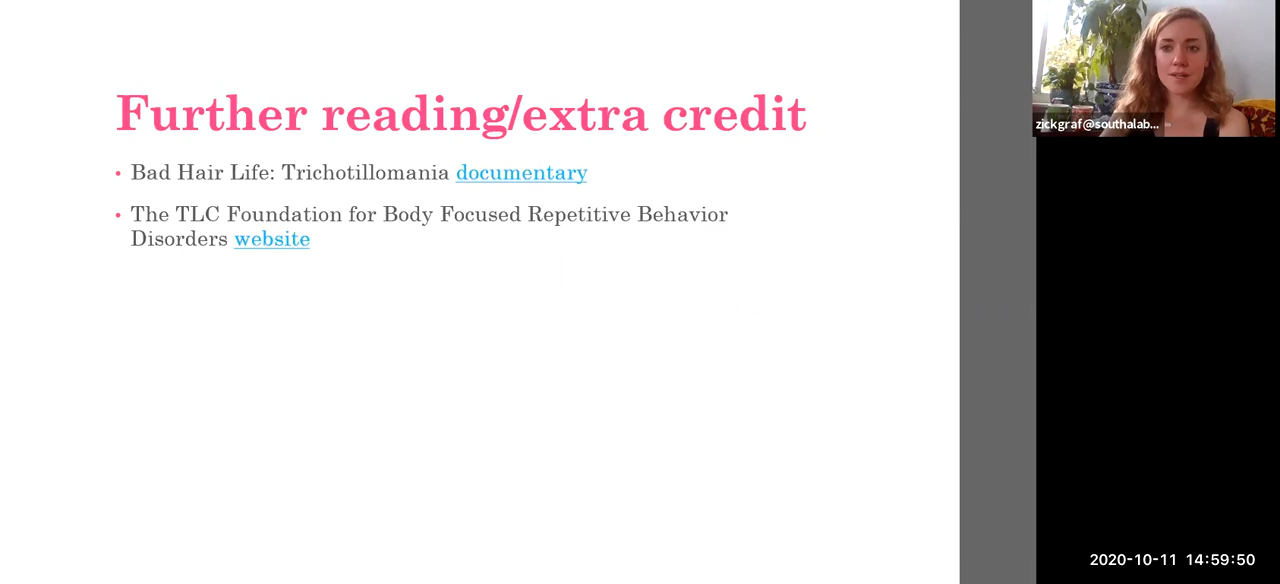 Further reading/extra credit
• Bad Hair Life: Trichotillomania documentary
• The TLC Foundation for Body Focused Repetitive Behavior
Disorders website
zickgraf@southalab...
2020-10-11 14:59:50